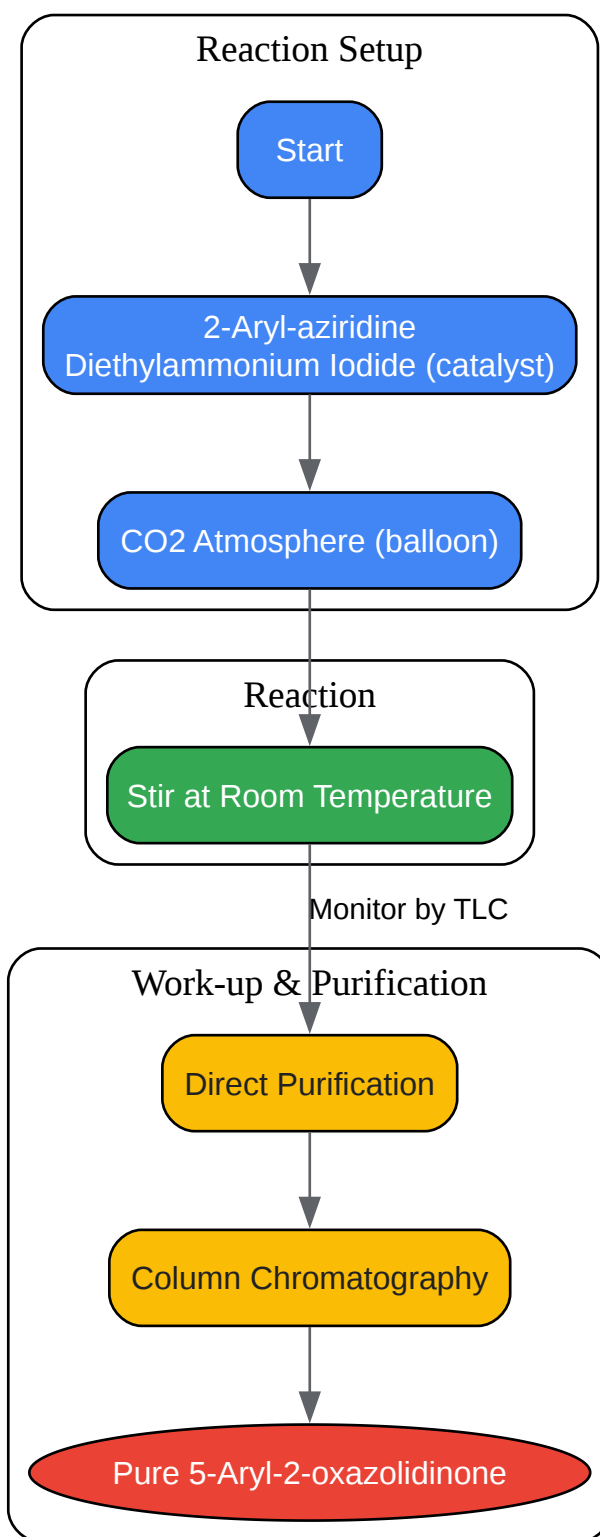 Reaction Setup
Start
2-Aryl-aziridine
Diethylammonium Iodide (catalyst)
CO2 Atmosphere (balloon)
Reaction
Stir at Room Temperature
Monitor by TLC
Work-up & Purification
Direct Purification
Column Chromatography
Pure 5-Aryl-2-oxazolidinone